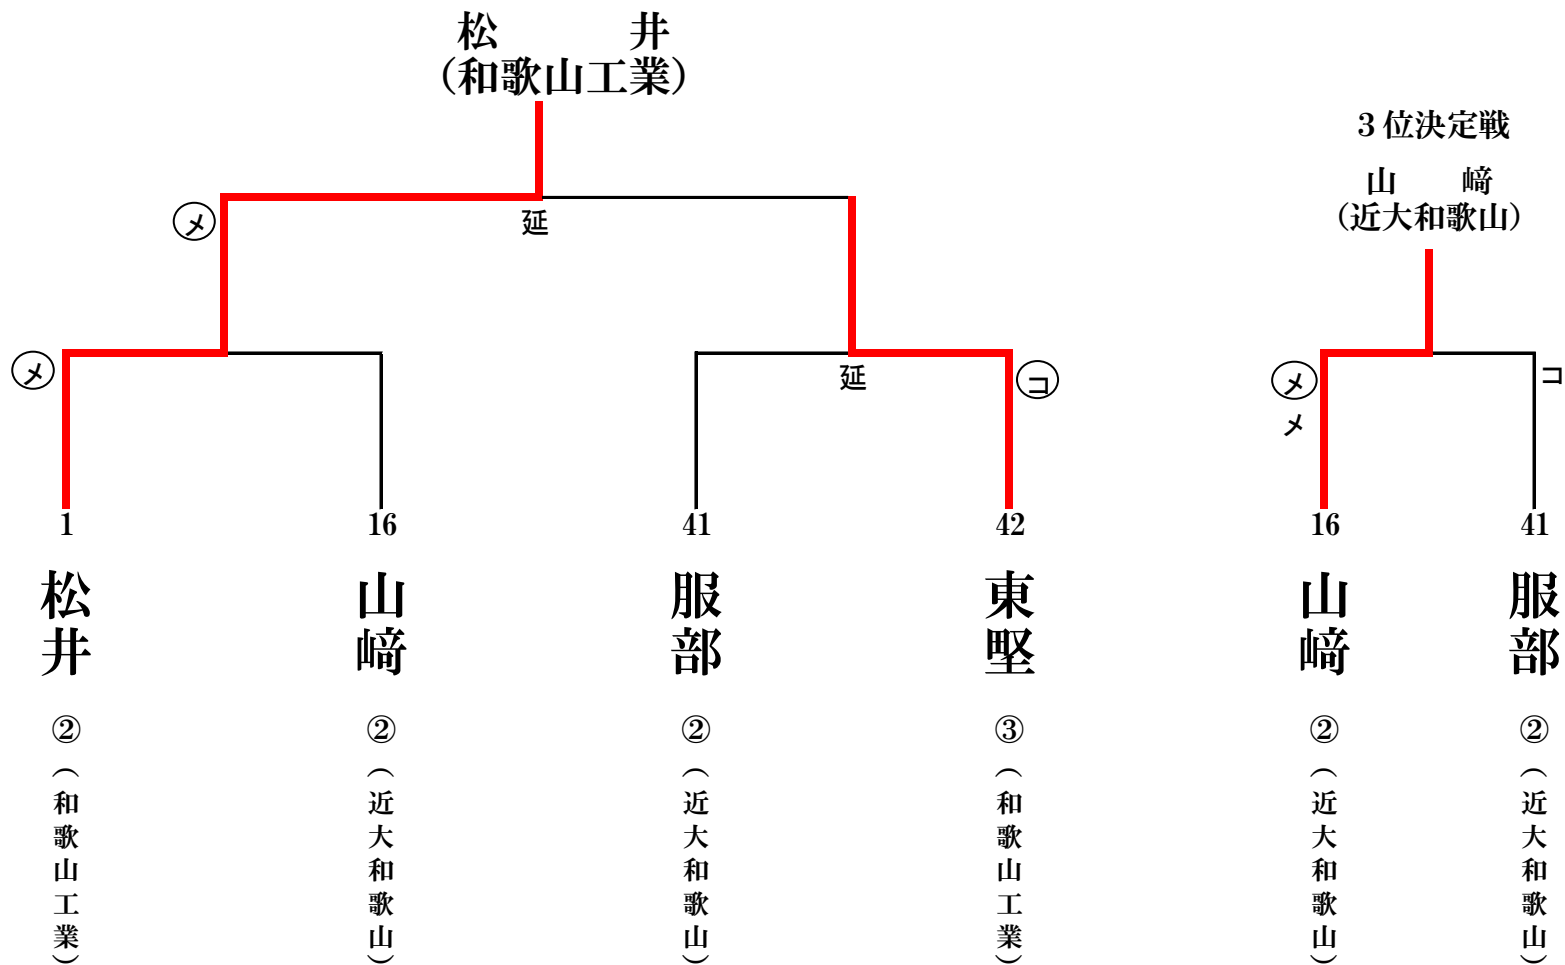 松 井
（和歌山工業）
３位決定戦
山 﨑
（近大和歌山）
メ
延
メ
延
コ
メ
メ
コ
1
16
41
42
16
41
松井②（和歌山工業）
山﨑②（近大和歌山）
服部②（近大和歌山）
東堅③（和歌山工業）
山﨑②（近大和歌山）
服部②（近大和歌山）